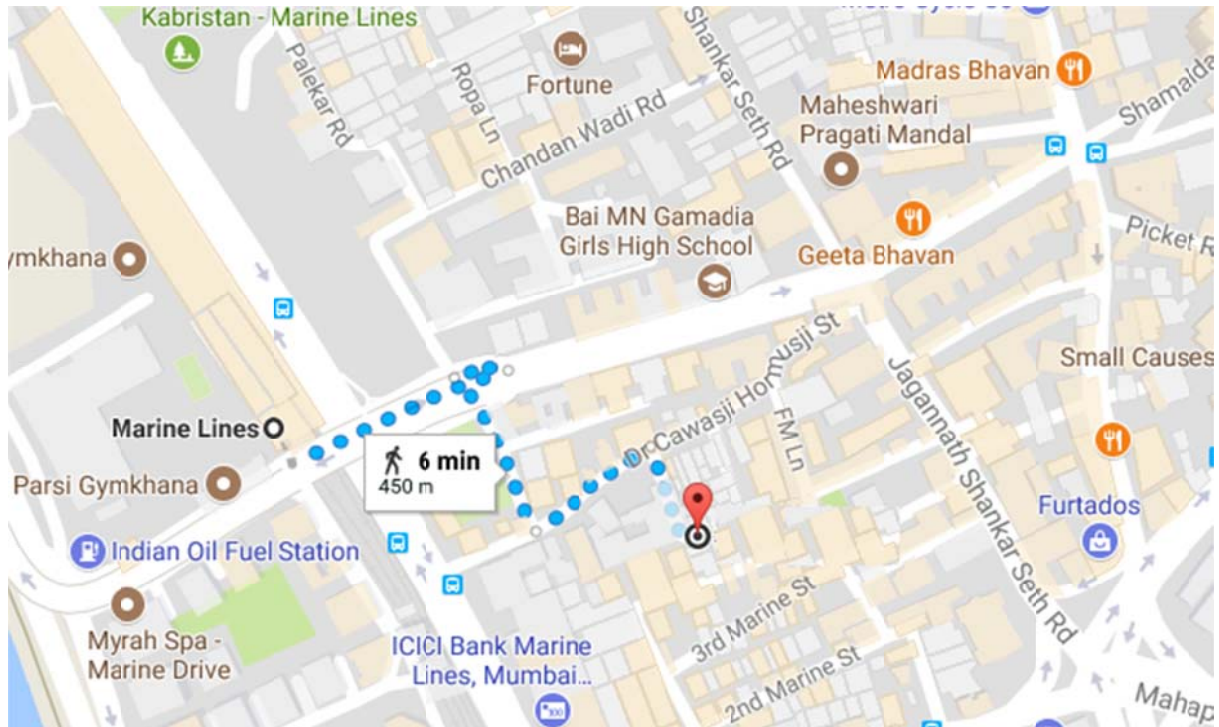 Kabristan - Marine Lines
Palekar Rd
Ropa Ln
Fortune
Chandan Wadi Rd
Shankar Seth Rd
Madras Bhavan
Maheshwari
Pragati Mandal
Shamalda
Bai MN Gamadia
Girls High School
Geeta Bhavan
Picket R
ymkhana
Small Causes
Marine Lines
6 min
450 m
Dr Cawasji Hormusji St
FM Ln
Jagannath Shankar Seth Rd
Parsi Gymkhana
Indian Oil Fuel Station
Furtados
Myrah Spa -
Marine Drive
ICICI Bank Marine
Lines, Mumbai...
3rd Marine St
2nd Marine St
Mahap